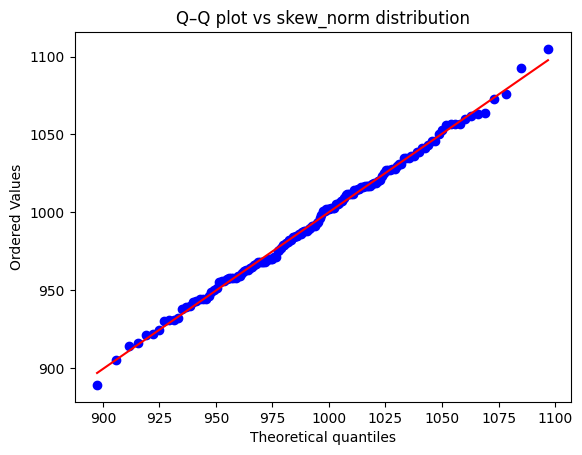 Q–Q plot vs skew_norm distribution
Ordered Values
1100
1050
1000
950
900
900 925 950 975 1000 1025 1050 1075 1100
Theoretical quantiles